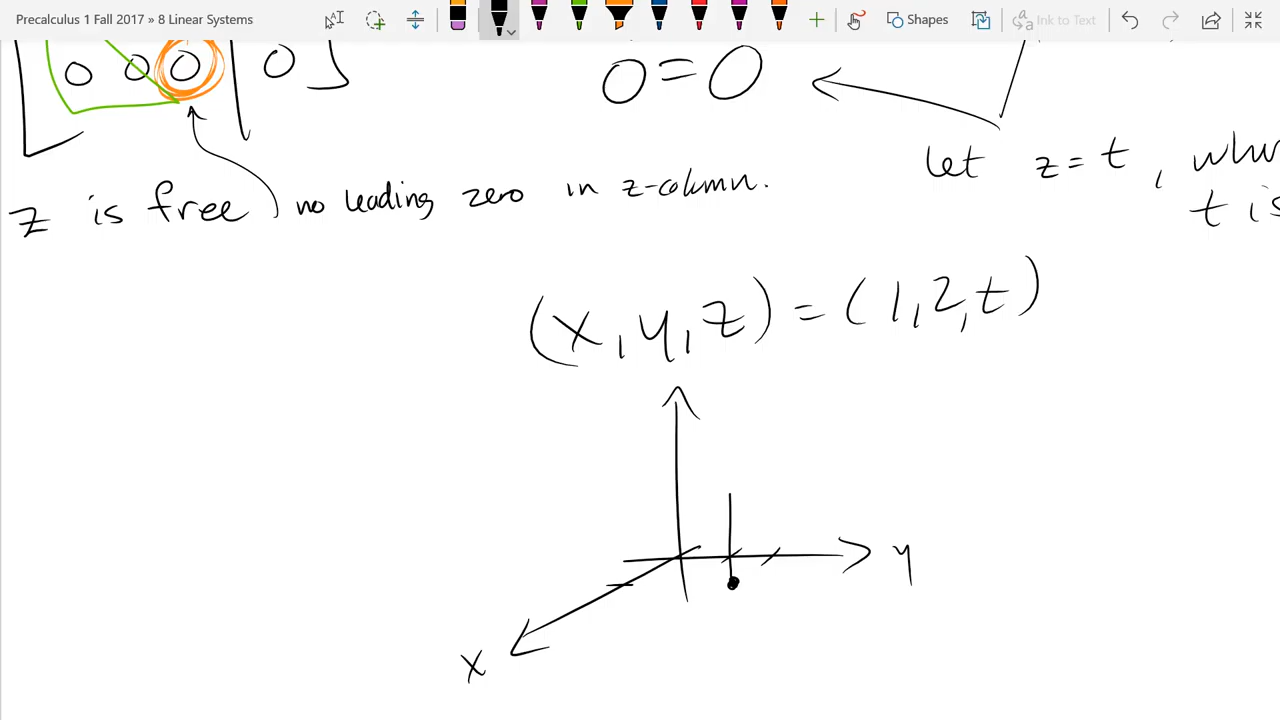 Precalculus 1 Fall 2017 » 8 Linear Systems
Shapes
Ink to Text
0 0 0 | 0
0 = 0
let z = t , wher
t is
z is free
no leading zero in z-column.
(x, y, z) = (1, 2, t)
y
x